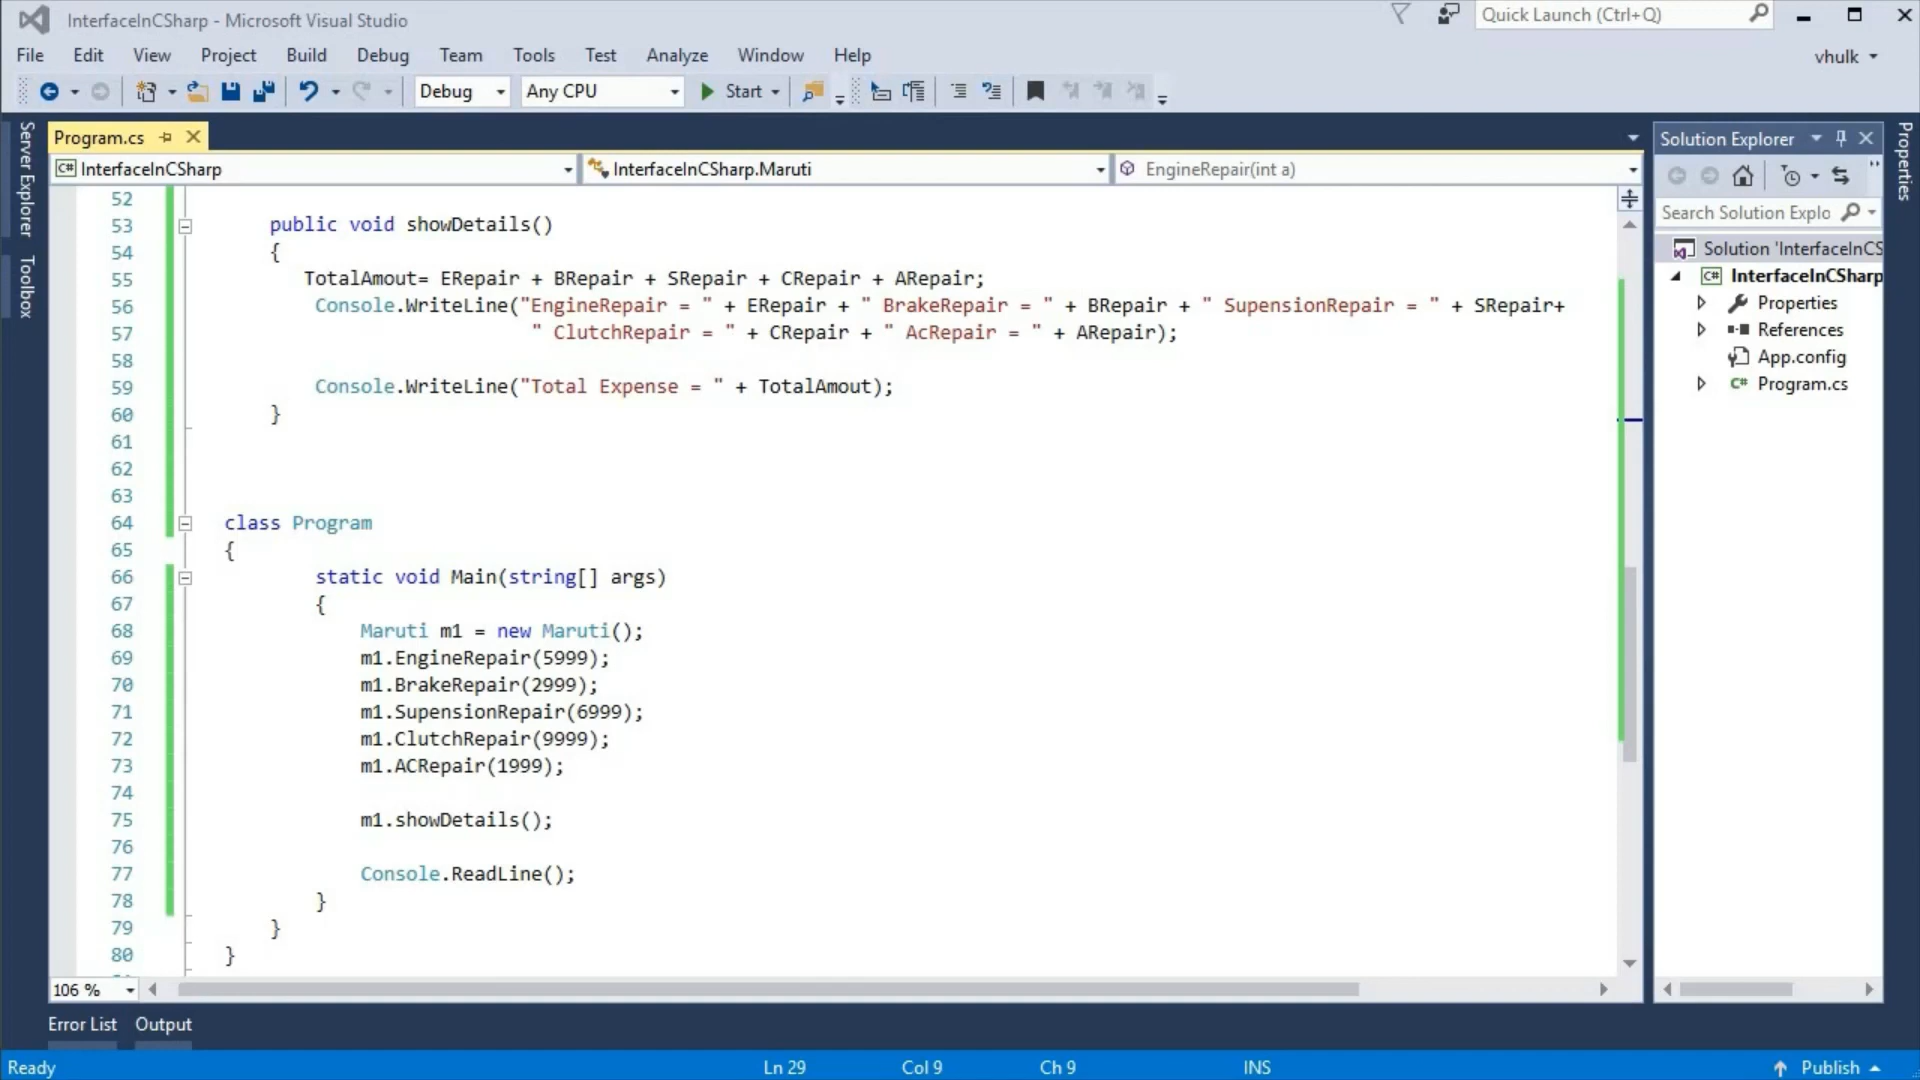 InterfaceInCSharp - Microsoft Visual Studio
Quick Launch (Ctrl+Q)
File Edit View Project Build Debug Team Tools Test Analyze Window Help
vhulk
Debug Any CPU Start
Server Explorer
Toolbox
Program.cs
InterfaceInCSharp InterfaceInCSharp.Maruti EngineRepair(int a)
52
53 public void showDetails()
54 {
55 TotalAmout= ERepair + BRepair + SRepair + CRepair + ARepair;
56 Console.WriteLine("EngineRepair = " + ERepair + " BrakeRepair = " + BRepair + " SupensionRepair = " + SRepair+
57 " ClutchRepair = " + CRepair + " AcRepair = " + ARepair);
58
59 Console.WriteLine("Total Expense = " + TotalAmout);
60 }
61
62
63
64 class Program
65 {
66 static void Main(string[] args)
67 {
68 Maruti m1 = new Maruti();
69 m1.EngineRepair(5999);
70 m1.BrakeRepair(2999);
71 m1.SupensionRepair(6999);
72 m1.ClutchRepair(9999);
73 m1.ACRepair(1999);
74
75 m1.showDetails();
76
77 Console.ReadLine();
78 }
79 }
80 }
106 %
Solution Explorer
Search Solution Explo
Solution 'InterfaceInCS
C# InterfaceInCSharp
Properties
References
App.config
C# Program.cs
Properties
Error List Output
Ready Ln 29 Col 9 Ch 9 INS Publish